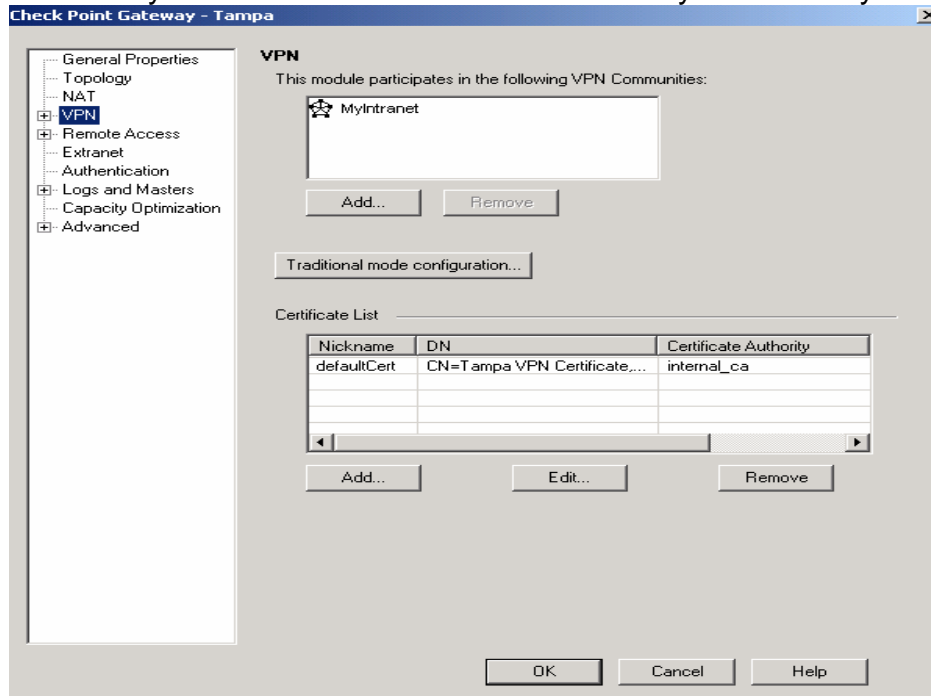 Check Point Gateway - Tampa
General Properties
Topology
NAT
VPN
Remote Access
Extranet
Authentication
Logs and Masters
Capacity Optimization
Advanced
VPN
This module participates in the following VPN Communities:
MyIntranet
Add... Remove
Traditional mode configuration...
Certificate List
Nickname DN Certificate Authority
defaultCert CN=Tampa VPN Certificate,... internal_ca
Add... Edit... Remove
OK Cancel Help